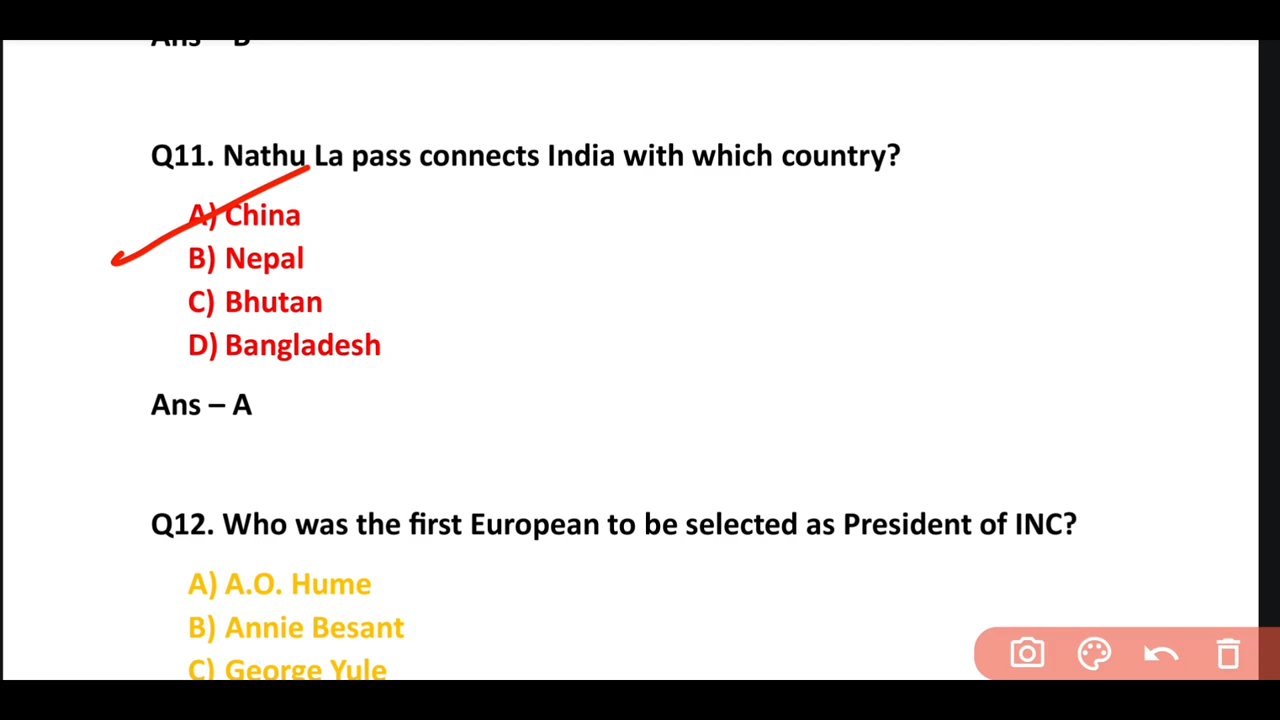 Ans – B
Q11. Nathu La pass connects India with which country?
A) China
B) Nepal
C) Bhutan
D) Bangladesh
Ans – A
Q12. Who was the first European to be selected as President of INC?
A) A.O. Hume
B) Annie Besant
C) George Yule